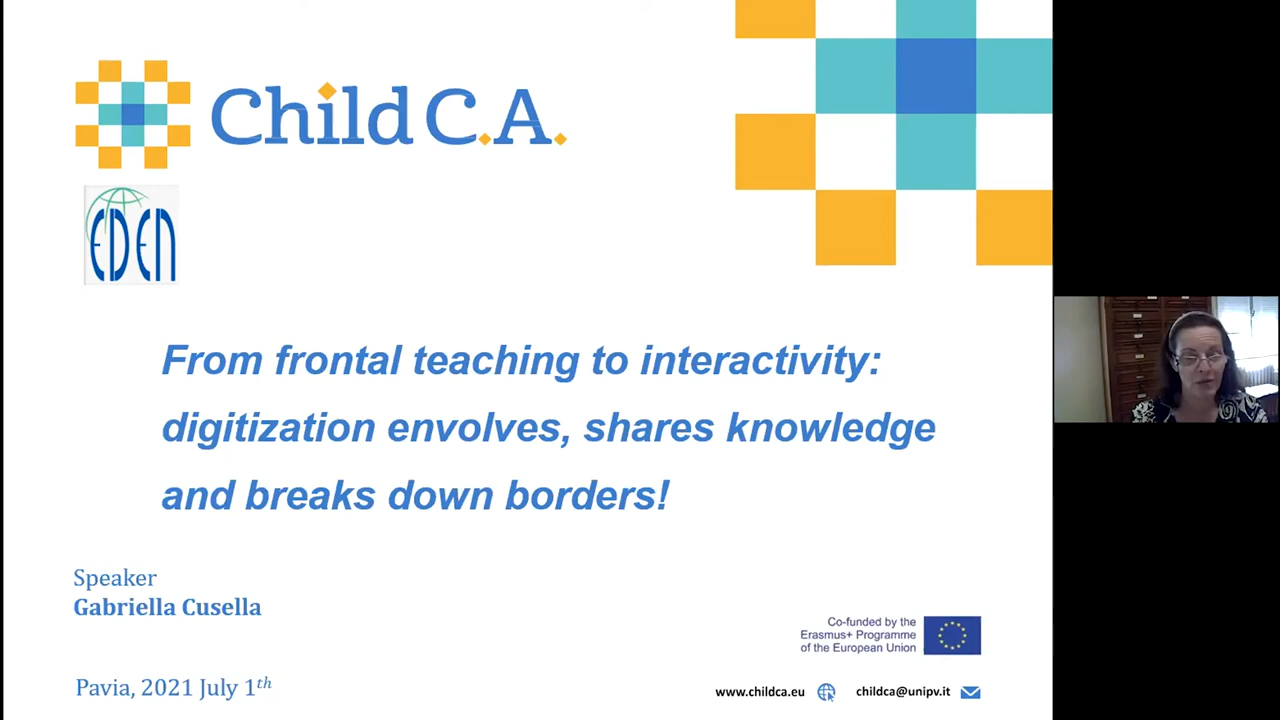 Child C.A.
EDEN
From frontal teaching to interactivity:
digitization envolves, shares knowledge
and breaks down borders!
Speaker
Gabriella Cusella
Co-funded by the
Erasmus+ Programme
of the European Union
Pavia, 2021 July 1th
www.childca.eu childca@unipv.it